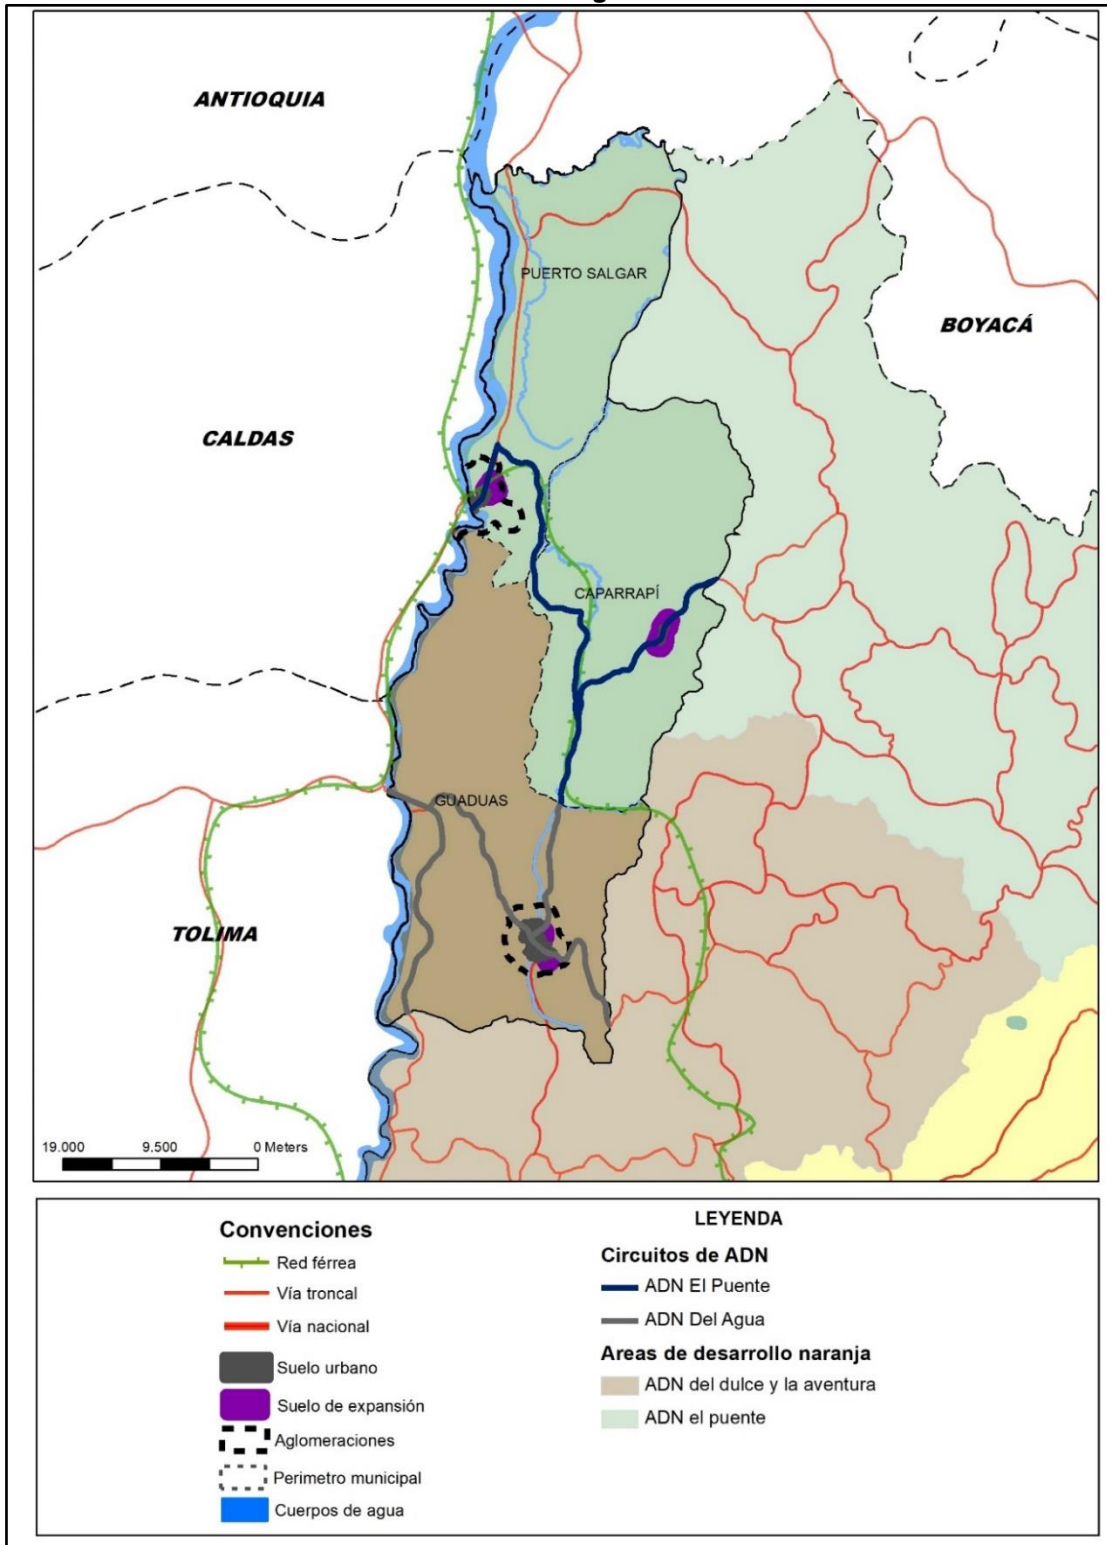 ANTIOQUIA
PUERTO SALGAR
BOYACÁ
CALDAS
CAPARRAPÍ
GUADUAS
TOLIMA
19.000 9.500 0 Meters
Convenciones
Red férrea
Vía troncal
Vía nacional
Suelo urbano
Suelo de expansión
Aglomeraciones
Perimetro municipal
Cuerpos de agua
LEYENDA
Circuitos de ADN
ADN El Puente
ADN Del Agua
Areas de desarrollo naranja
ADN del dulce y la aventura
ADN el puente